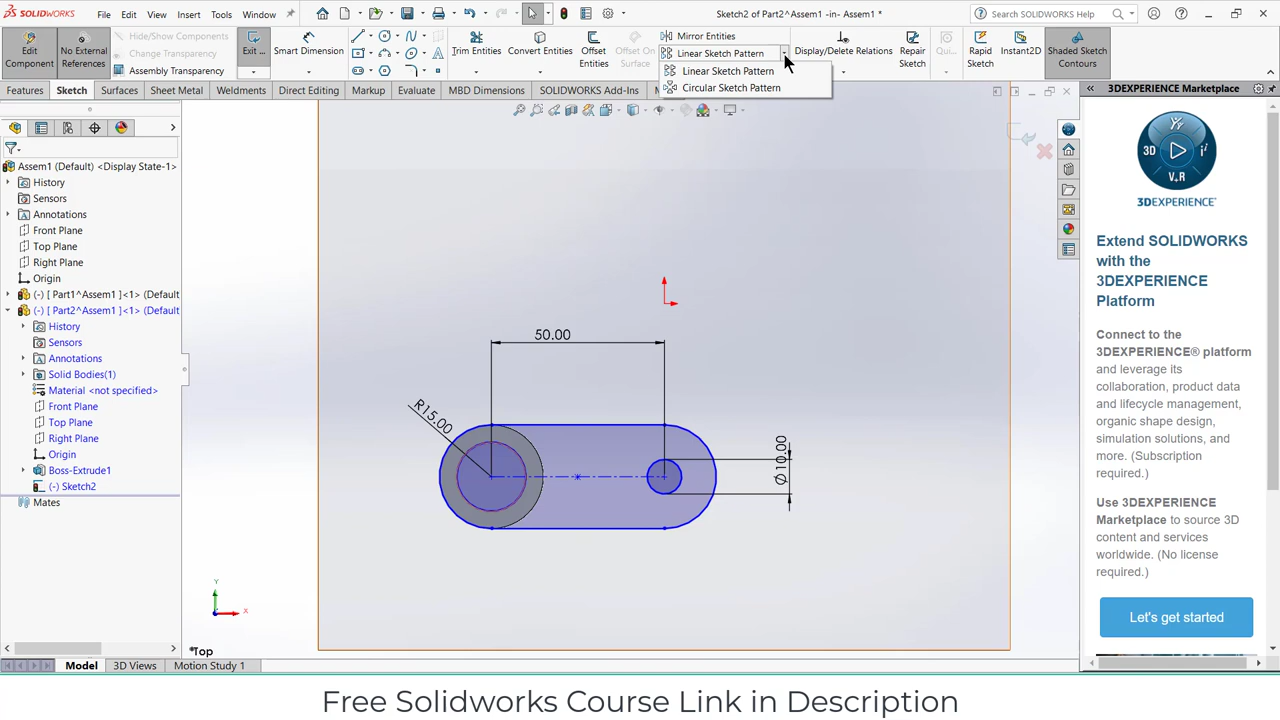 SOLIDWORKS File Edit View Insert Tools Window Sketch2 of Part2^Assem1 -in- Assem1 * Search SOLIDWORKS Help
Edit Component
No External References
Hide/Show Components
Change Transparency
Assembly Transparency
Exit ...
Smart Dimension
Trim Entities
Convert Entities
Offset Entities
Offset On Surface
Mirror Entities
Linear Sketch Pattern
Linear Sketch Pattern
Circular Sketch Pattern
Display/Delete Relations
Repair Sketch
Qui...
Rapid Sketch
Instant2D
Shaded Sketch Contours
Features Sketch Surfaces Sheet Metal Weldments Direct Editing Markup Evaluate MBD Dimensions SOLIDWORKS Add-Ins
3DEXPERIENCE Marketplace
Assem1 (Default) <Display State-1>
History
Sensors
Annotations
Front Plane
Top Plane
Right Plane
Origin
(-) [ Part1^Assem1 ]<1> (Default
(-) [ Part2^Assem1 ]<1> (Default
History
Sensors
Annotations
Solid Bodies(1)
Material <not specified>
Front Plane
Top Plane
Right Plane
Origin
Boss-Extrude1
(-) Sketch2
Mates
50.00
R15.00
Ø10.00
Y
X
*Top
3D
V.R
3DEXPERIENCE
Extend SOLIDWORKS
with the
3DEXPERIENCE
Platform
Connect to the
3DEXPERIENCE® platform
and leverage its
collaboration, product data
and lifecycle management,
organic shape design,
simulation solutions, and
more. (Subscription
required.)
Use 3DEXPERIENCE
Marketplace to source 3D
content and services
worldwide. (No license
required.)
Let's get started
Model 3D Views Motion Study 1
Free Solidworks Course Link in Description